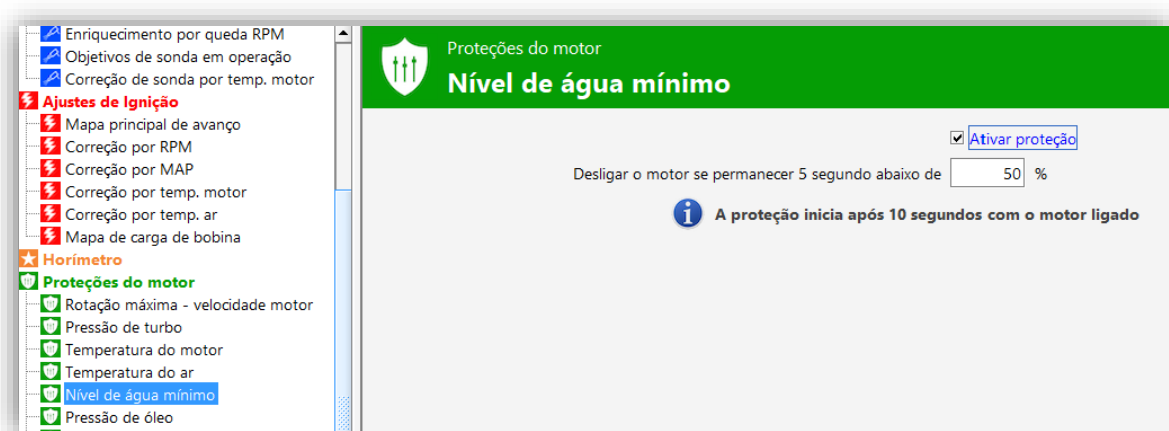 Enriquecimento por queda RPM
Objetivos de sonda em operação
Correção de sonda por temp. motor
Ajustes de Ignição
Mapa principal de avanço
Correção por RPM
Correção por MAP
Correção por temp. motor
Correção por temp. ar
Mapa de carga de bobina
Horímetro
Proteções do motor
Rotação máxima - velocidade motor
Pressão de turbo
Temperatura do motor
Temperatura do ar
Nível de água mínimo
Pressão de óleo
Proteções do motor
Nível de água mínimo
Ativar proteção
Desligar o motor se permanecer 5 segundo abaixo de 50 %
A proteção inicia após 10 segundos com o motor ligado